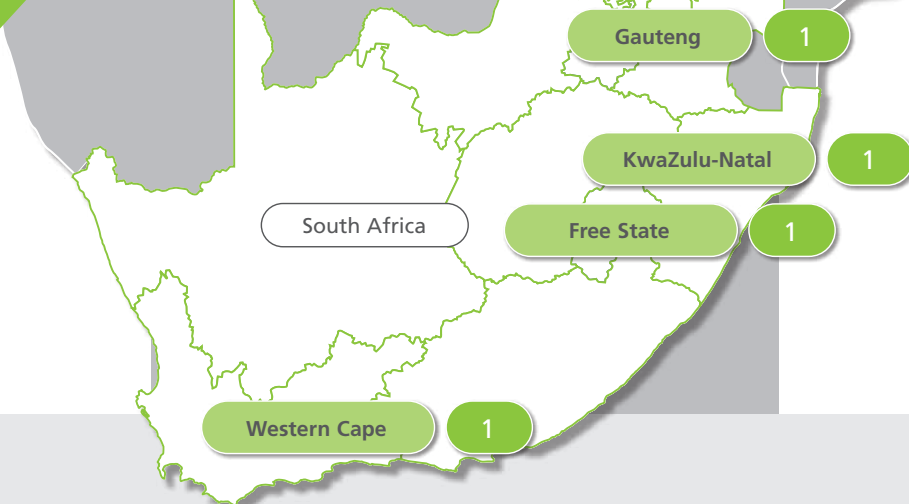 Gauteng 1
KwaZulu-Natal 1
South Africa
Free State 1
Western Cape 1